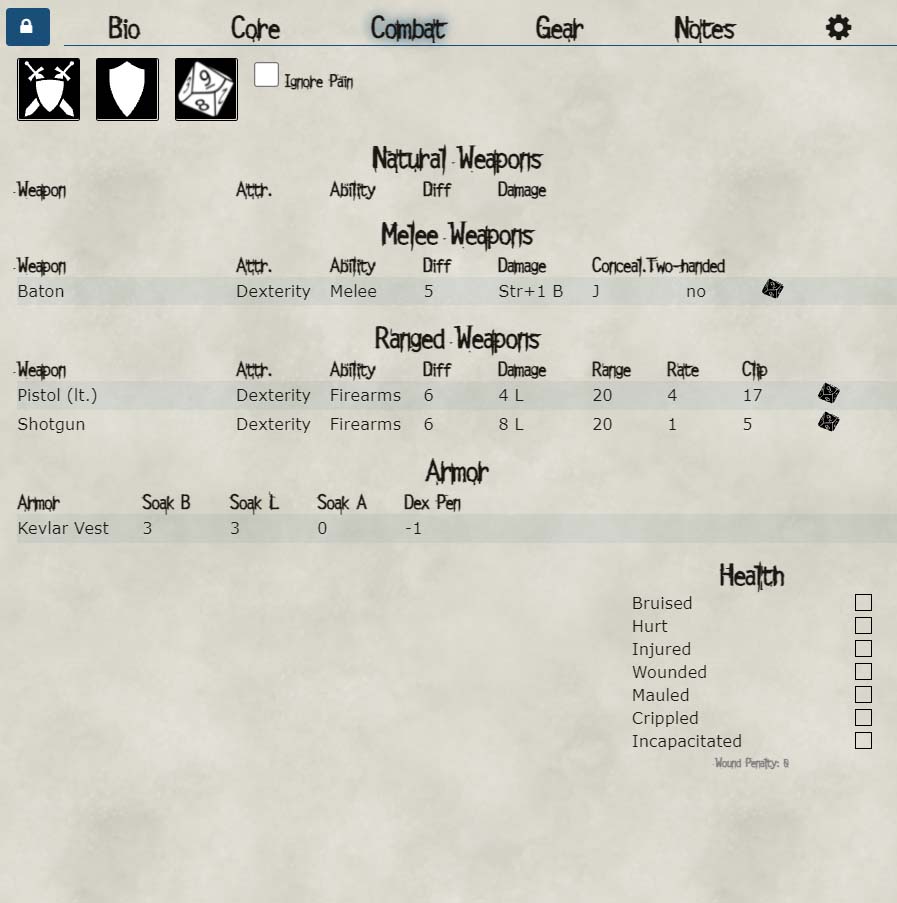 Bio Core Combat Gear Notes
Ignore Pain
Natural Weapons
Weapon Attr. Ability Diff Damage
Melee Weapons
Weapon Attr. Ability Diff Damage Conceal. Two-handed
Baton Dexterity Melee 5 Str+1 B J no
Ranged Weapons
Weapon Attr. Ability Diff Damage Range Rate Clip
Pistol (lt.) Dexterity Firearms 6 4 L 20 4 17
Shotgun Dexterity Firearms 6 8 L 20 1 5
Armor
Armor Soak B Soak L Soak A Dex Pen
Kevlar Vest 3 3 0 -1
Health
Bruised
Hurt
Injured
Wounded
Mauled
Crippled
Incapacitated
Wound Penalty: 0